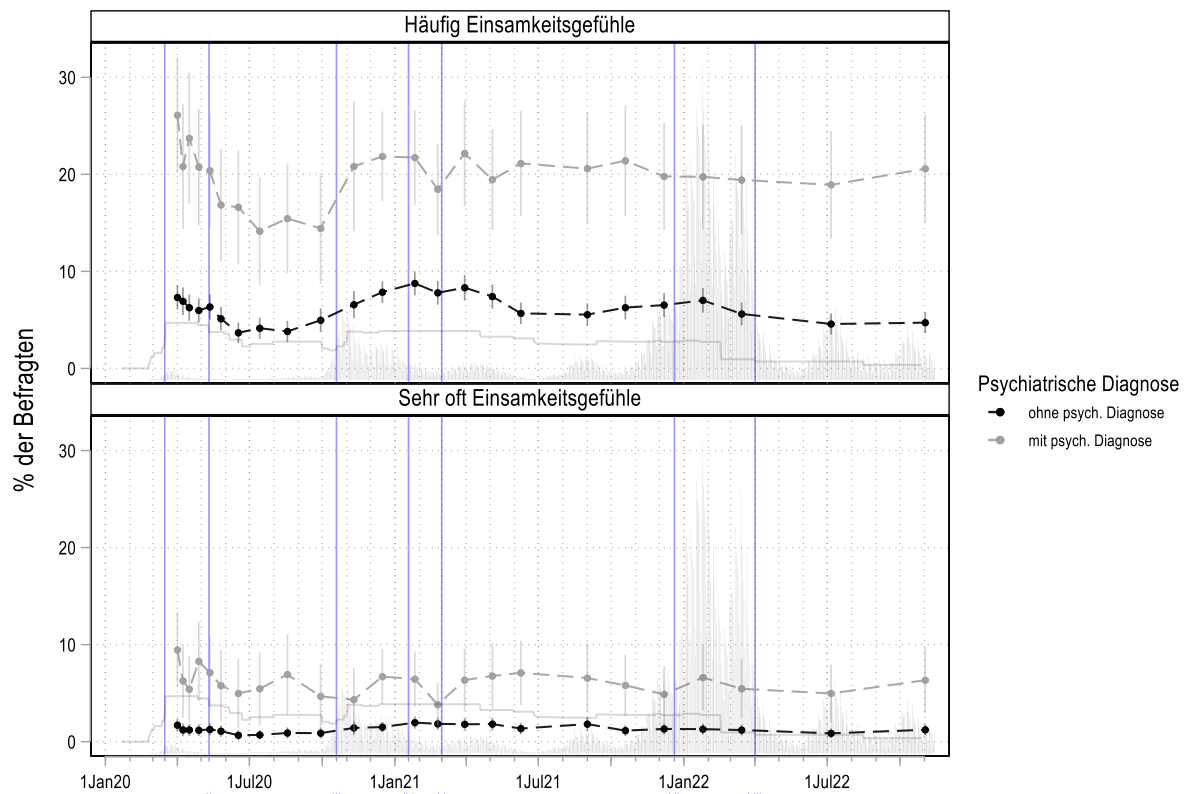 Häufig Einsamkeitsgefühle
30
20
10
0
Sehr oft Einsamkeitsgefühle
30
20
10
0
% der Befragten
1Jan20
1Jul20
1Jan21
1Jul21
1Jan22
1Jul22
Psychiatrische Diagnose
ohne psych. Diagnose
mit psych. Diagnose